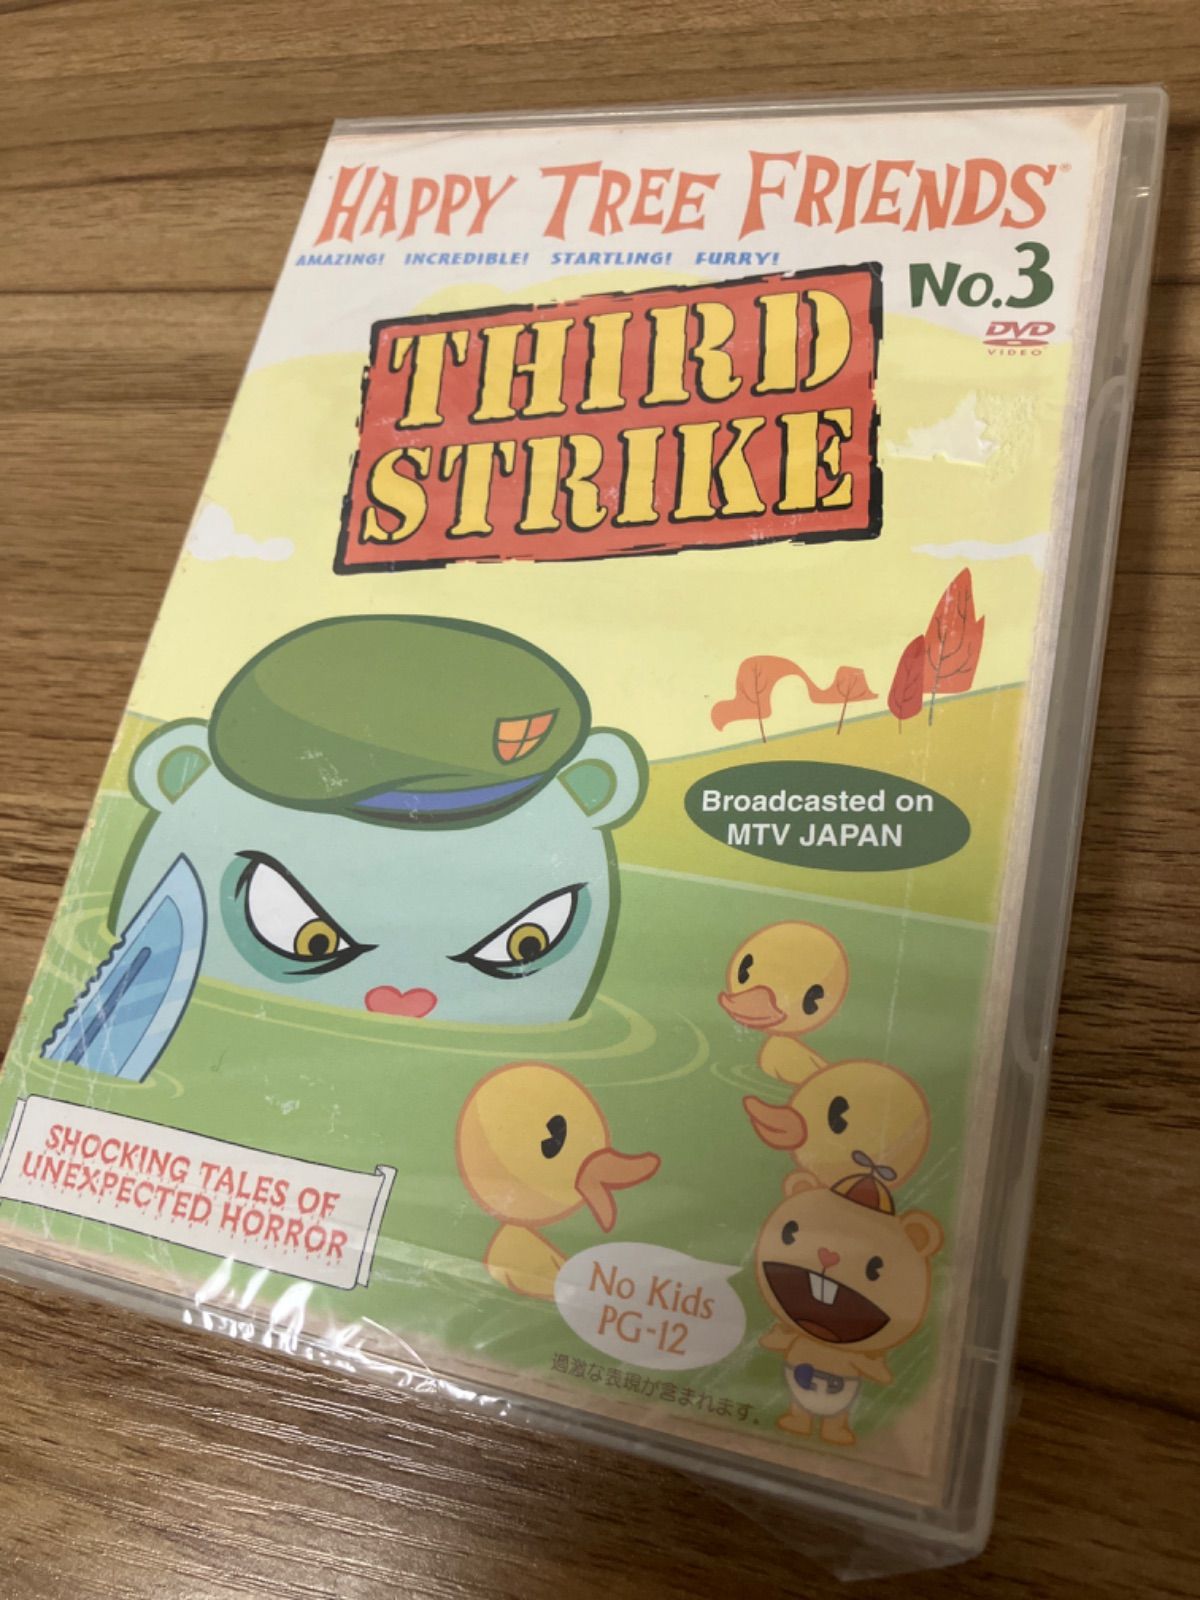 HAPPY TREE FRIENDS®
AMAZING! INCREDIBLE! STARTLING! FURRY!
No.3
DVD
VIDEO
THIRD
STRIKE
Broadcasted on
MTV JAPAN
SHOCKING TALES OF
UNEXPECTED HORROR
No Kids
PG-12
過激な表現が含まれます。